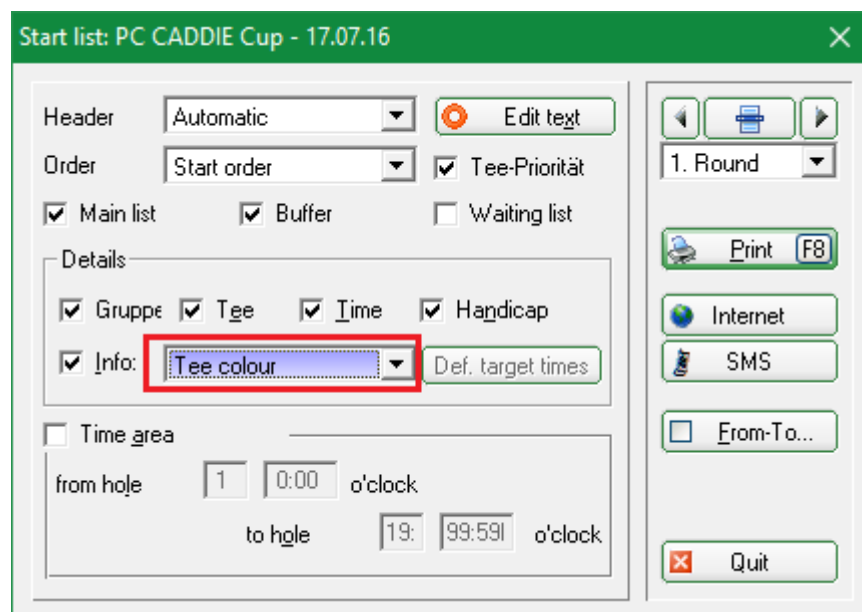 Start list: PC CADDIE Cup - 17.07.16
Header Automatic Edit text
Order Start order Tee-Priorität
Main list Buffer Waiting list
Details
Gruppe Tee Time Handicap
Info: Tee colour Def. target times
Time area
from hole 1 0:00 o'clock
to hole 19: 99:59 o'clock
1. Round
Print F8
Internet
SMS
From-To...
Quit